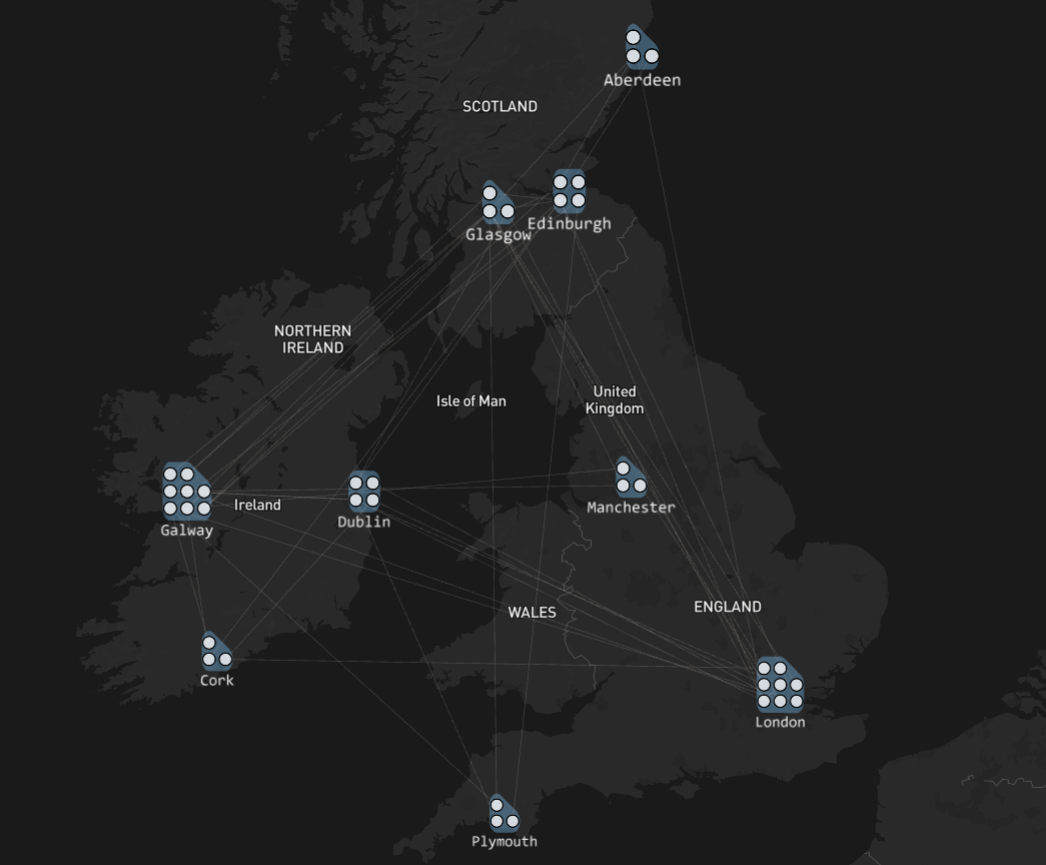 Aberdeen
SCOTLAND
Edinburgh
Glasgow
NORTHERN
IRELAND
United
Kingdom
Isle of Man
Ireland
Manchester
Dublin
Galway
WALES
ENGLAND
Cork
London
Plymouth